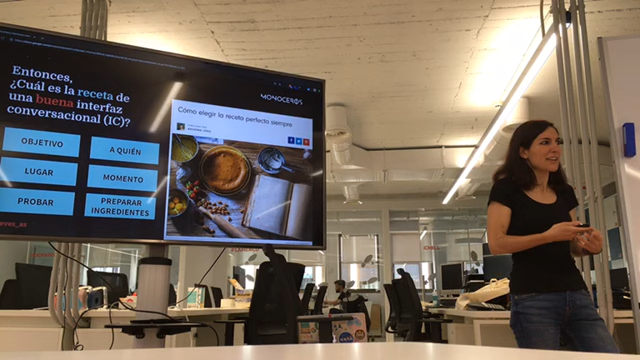 Entonces,
¿Cuál es la receta de
una buena interfaz
conversacional (IC)?
OBJETIVO
A QUIÉN
LUGAR
MOMENTO
PROBAR
PREPARAR
INGREDIENTES
MONOCEROS
Cómo elegir la receta perfecta siempre